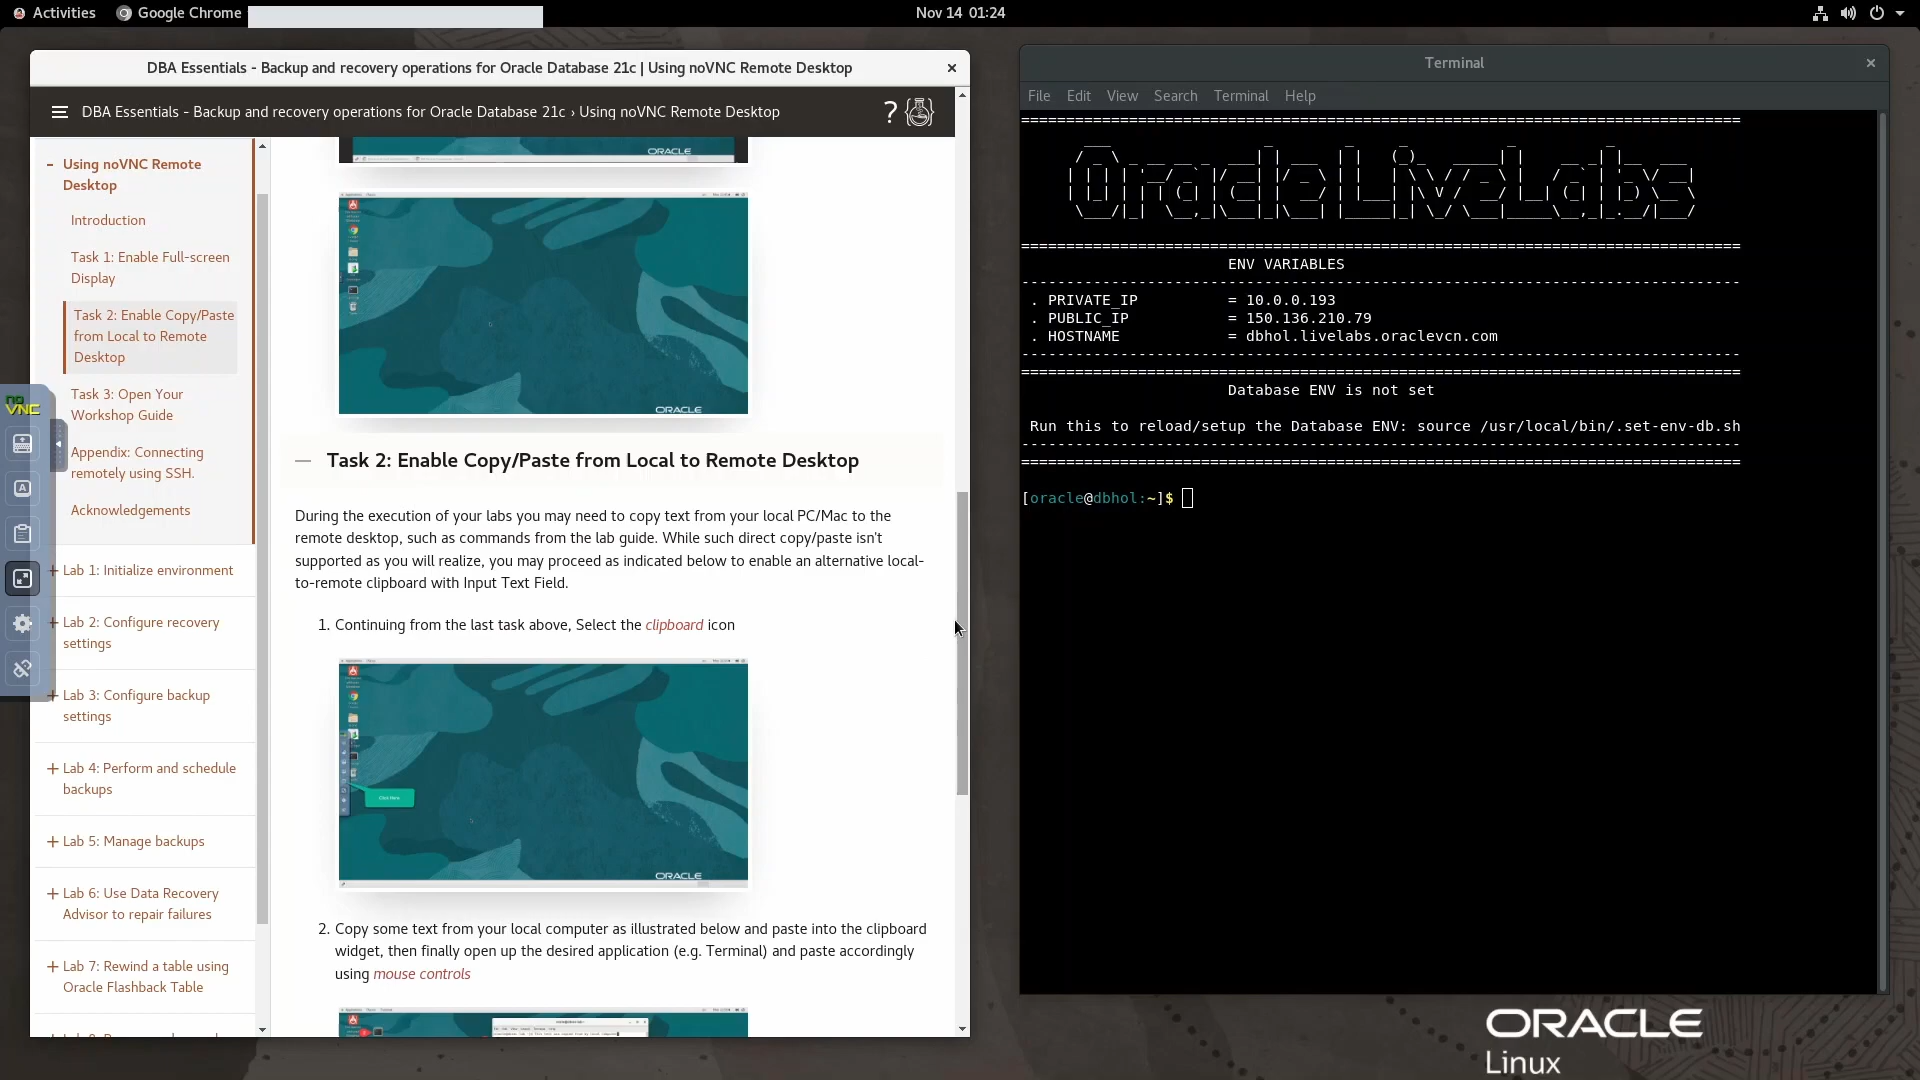 Activities
Google Chrome
Nov 14 01:24
DBA Essentials - Backup and recovery operations for Oracle Database 21c | Using noVNC Remote Desktop
DBA Essentials - Backup and recovery operations for Oracle Database 21c › Using noVNC Remote Desktop
?
- Using noVNC Remote
Desktop
Introduction
Task 1: Enable Full-screen
Display
Task 2: Enable Copy/Paste
from Local to Remote
Desktop
Task 3: Open Your
Workshop Guide
Appendix: Connecting
remotely using SSH.
Acknowledgements
+ Lab 1: Initialize environment
+ Lab 2: Configure recovery
settings
+ Lab 3: Configure backup
settings
+ Lab 4: Perform and schedule
backups
+ Lab 5: Manage backups
+ Lab 6: Use Data Recovery
Advisor to repair failures
+ Lab 7: Rewind a table using
Oracle Flashback Table
no
VNC
A
ORACLE
ORACLE
Task 2: Enable Copy/Paste from Local to Remote Desktop
During the execution of your labs you may need to copy text from your local PC/Mac to the
remote desktop, such as commands from the lab guide. While such direct copy/paste isn't
supported as you will realize, you may proceed as indicated below to enable an alternative local-
to-remote clipboard with Input Text Field.
1. Continuing from the last task above, Select the clipboard icon
Click Here
ORACLE
2. Copy some text from your local computer as illustrated below and paste into the clipboard
widget, then finally open up the desired application (e.g. Terminal) and paste accordingly
using mouse controls
Terminal
File Edit View Search Terminal Help
OracleLiveLabs
ENV VARIABLES
. PRIVATE_IP = 10.0.0.193
. PUBLIC_IP = 150.136.210.79
. HOSTNAME = dbhol.livelabs.oraclevcn.com
Database ENV is not set
Run this to reload/setup the Database ENV: source /usr/local/bin/.set-env-db.sh
[oracle@dbhol:~]$
ORACLE
Linux